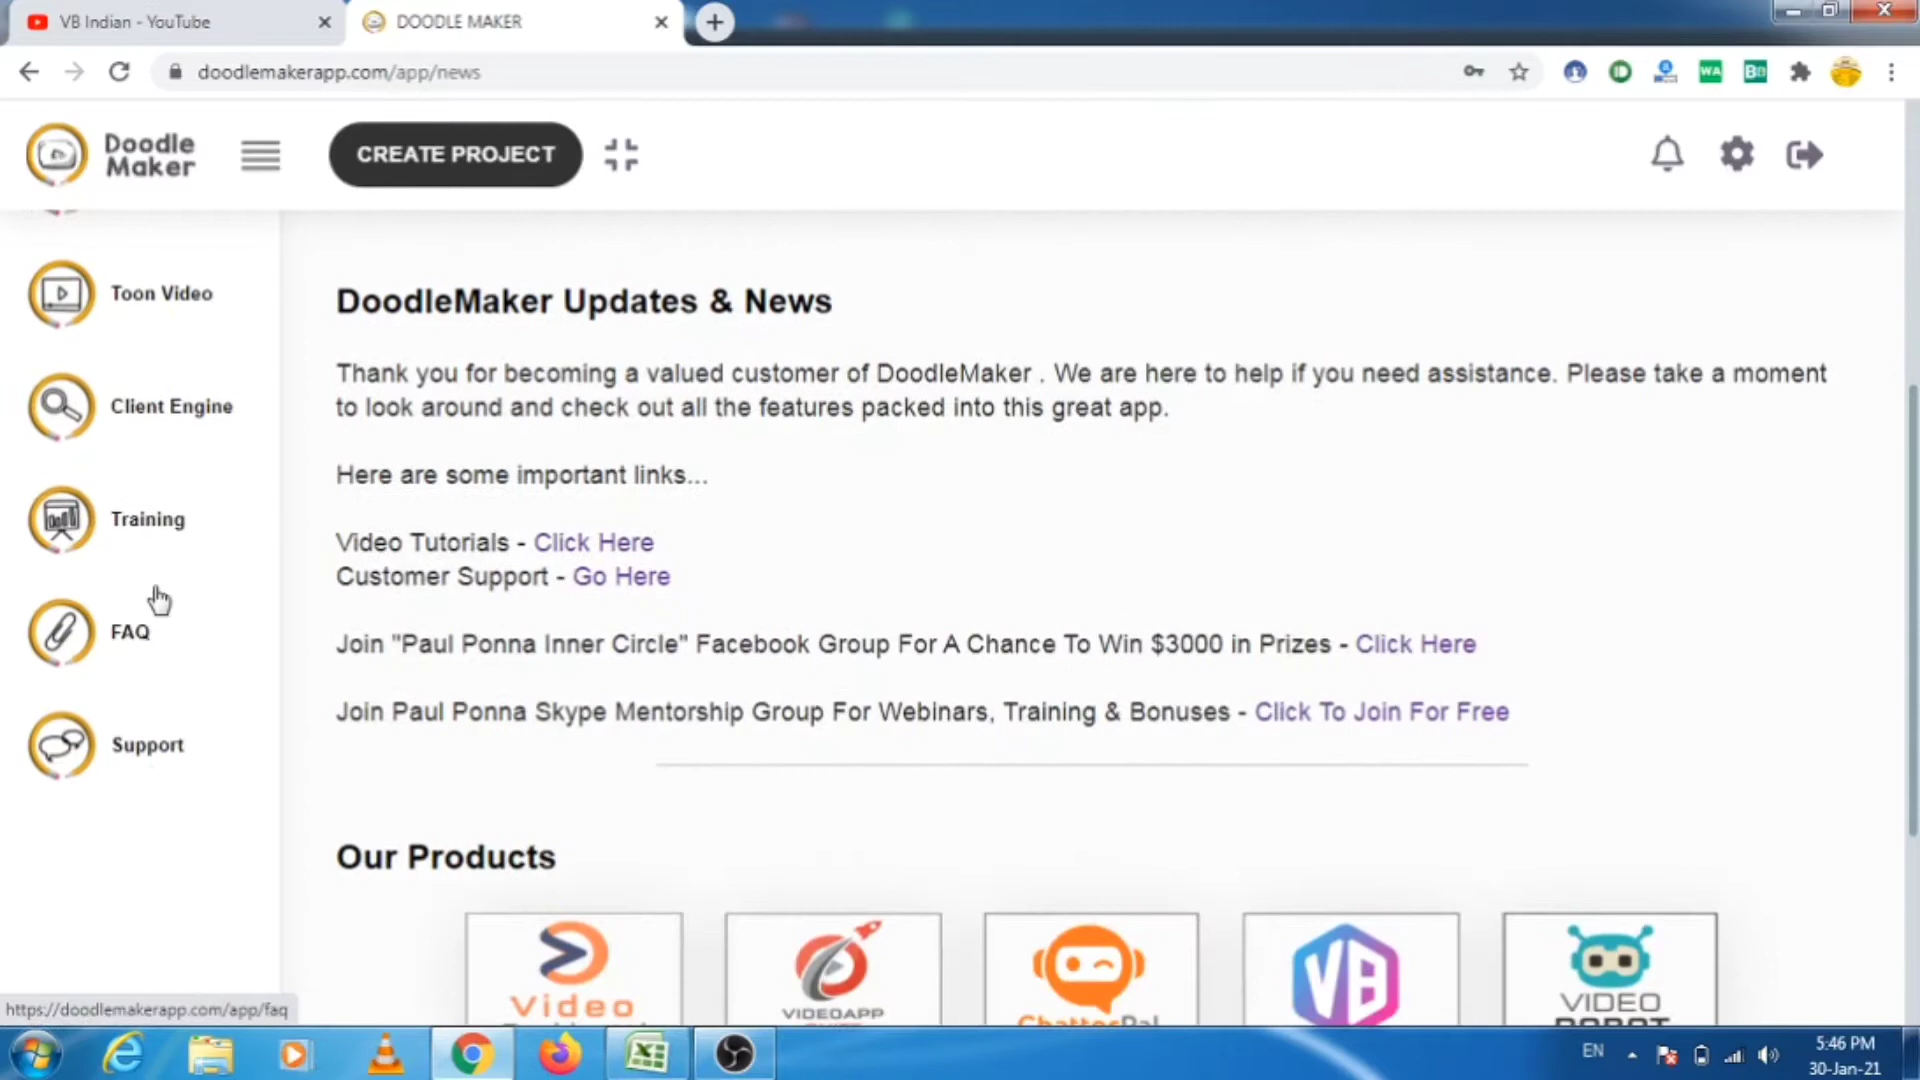 VB Indian - YouTube
DOODLE MAKER
doodlemakerapp.com/app/news
WA
Doodle
Maker
CREATE PROJECT
Toon Video
Client Engine
Training
FAQ
Support
DoodleMaker Updates & News
Thank you for becoming a valued customer of DoodleMaker . We are here to help if you need assistance. Please take a moment
to look around and check out all the features packed into this great app.
Here are some important links...
Video Tutorials - Click Here
Customer Support - Go Here
Join "Paul Ponna Inner Circle" Facebook Group For A Chance To Win $3000 in Prizes - Click Here
Join Paul Ponna Skype Mentorship Group For Webinars, Training & Bonuses - Click To Join For Free
Our Products
Video
VIDEOAPP
ChatterPal
VB
VIDEO
ROBOT
https://doodlemakerapp.com/app/faq
EN
5:46 PM
30-Jan-21